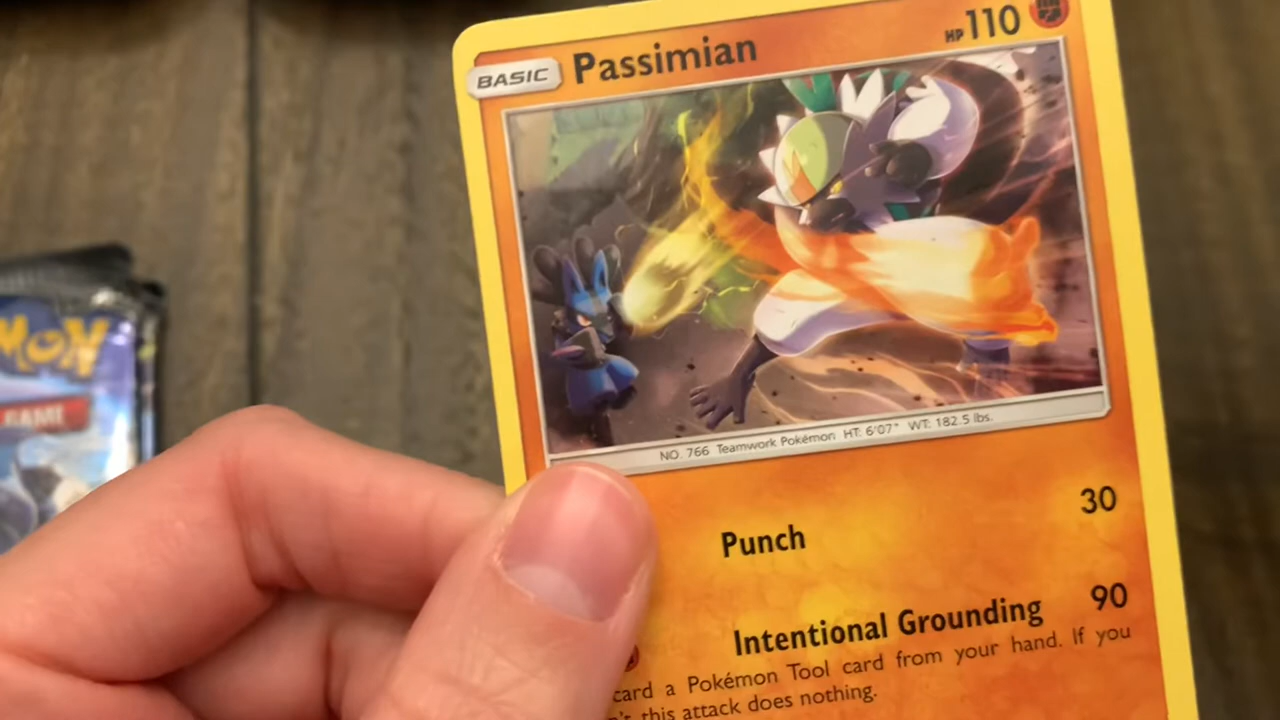 BASIC Passimian HP 110
NO. 766 Teamwork Pokémon HT: 6'07" WT: 182.5 lbs.
Punch 30
Intentional Grounding 90
card a Pokémon Tool card from your hand. If you
this attack does nothing.
GAME